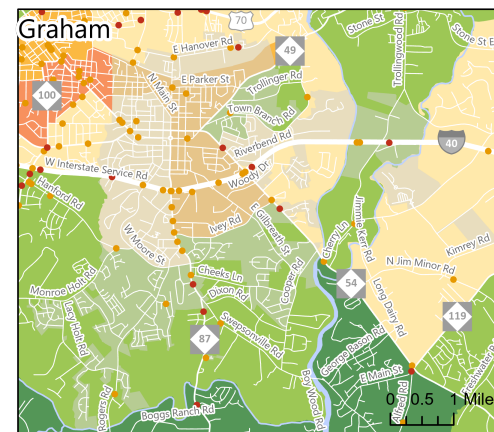 Graham
70
E Hanover Rd
Stone St
Trollingwood Rd
Stone St E
49
N Main St
E Parker St
Trollinger Rd
100
Town Branch Rd
Riverbend Rd
40
W Interstate Service Rd
Woody Dr
Hanford Rd
Ivey Rd
E Gilbreath St
Jimmie Kerr Rd
Cherry Ln
W Moore St
Kimrey Rd
N Jim Minor Rd
Cheeks Ln
Cooper Rd
54
Monroe Holt Rd
Dixon Rd
Long Dairy Rd
Lacy Holt Rd
119
Swepsonville Rd
87
George Bason Rd
Freshwater R
E Main St
Boy Wood Rd
Rogers Rd
Boggs Ranch Rd
Alfred Rd
0 0.5 1 Mile